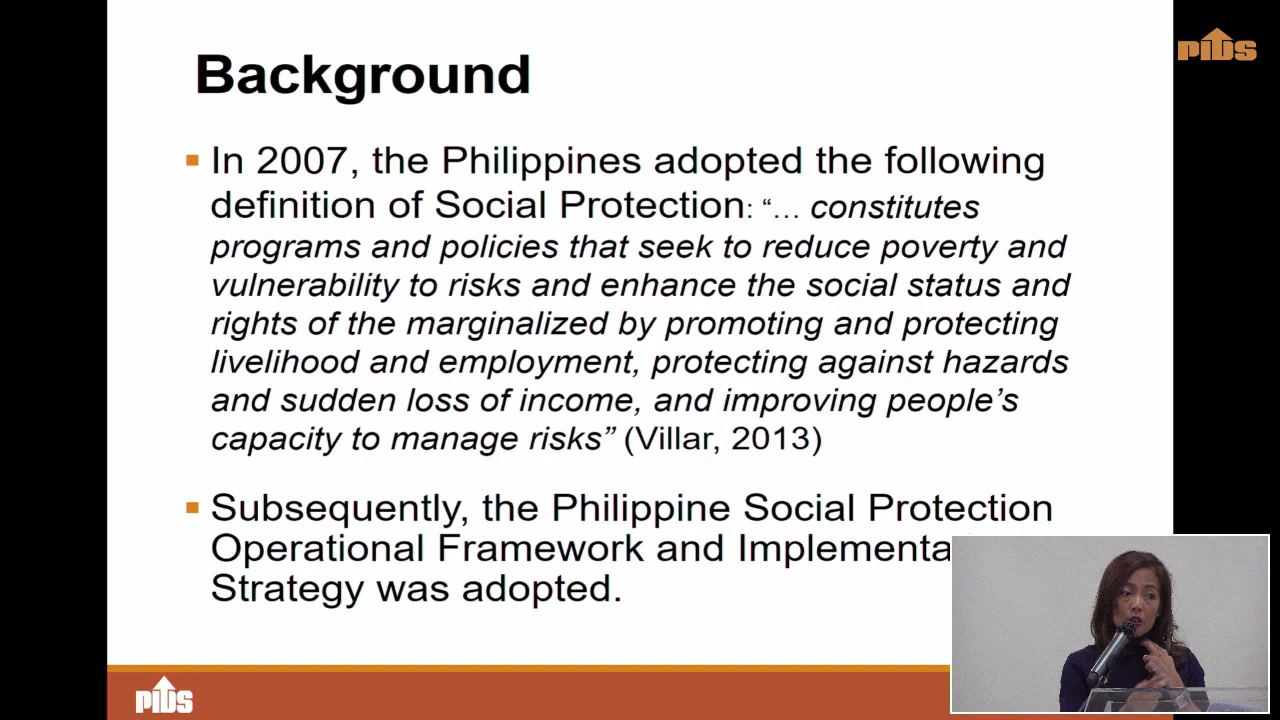 Background
In 2007, the Philippines adopted the following
definition of Social Protection: “… constitutes
programs and policies that seek to reduce poverty and
vulnerability to risks and enhance the social status and
rights of the marginalized by promoting and protecting
livelihood and employment, protecting against hazards
and sudden loss of income, and improving people’s
capacity to manage risks” (Villar, 2013)
Subsequently, the Philippine Social Protection
Operational Framework and Implementa
Strategy was adopted.
PIDS
PIDS